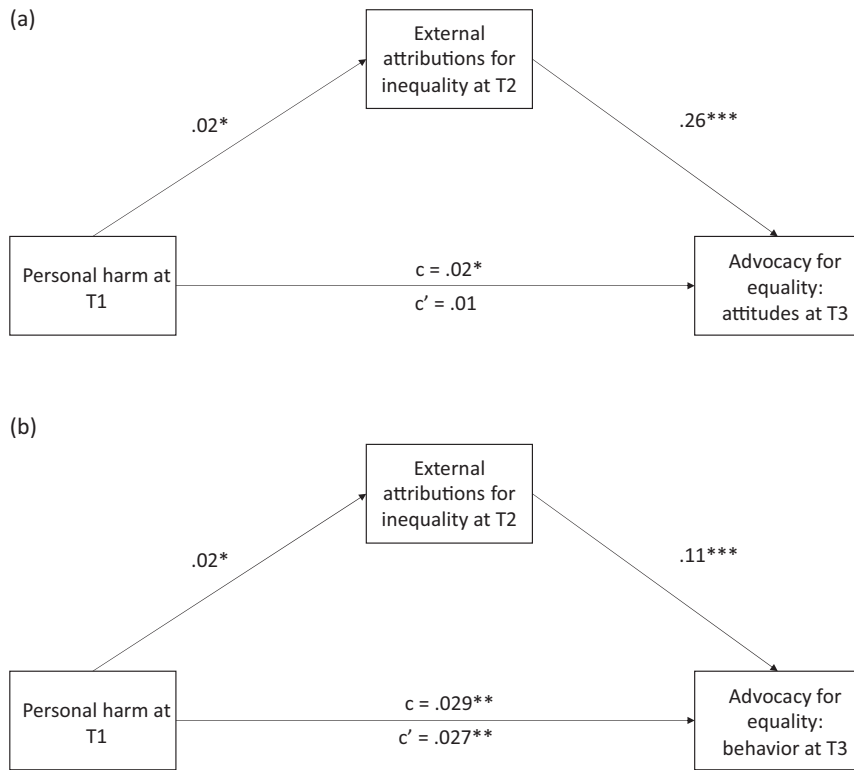 (a)
External
attributions for
inequality at T2
.02*
.26***
Personal harm at
T1
c = .02*
c’ = .01
Advocacy for
equality:
attitudes at T3
(b)
External
attributions for
inequality at T2
.02*
.11***
Personal harm at
T1
c = .029**
c’ = .027**
Advocacy for
equality:
behavior at T3